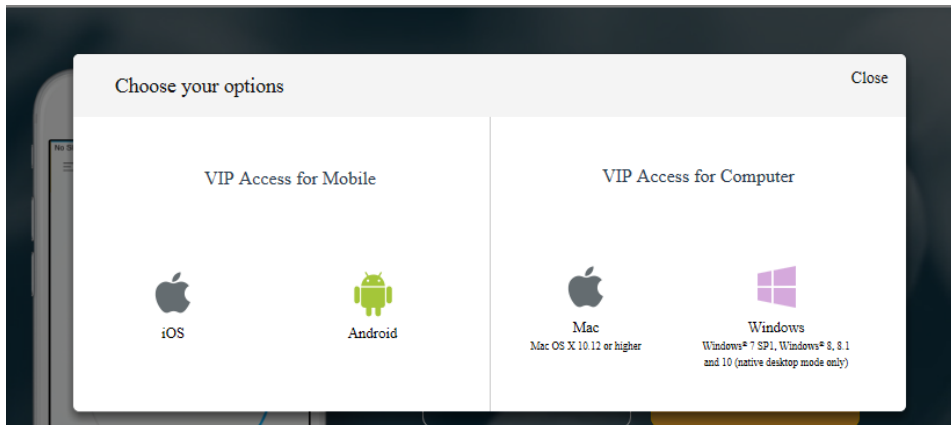 Choose your options
Close
VIP Access for Mobile
VIP Access for Computer
iOS
Android
Mac
Mac OS X 10.12 or higher
Windows
Windows® 7 SP1, Windows® 8, 8.1
and 10 (native desktop mode only)